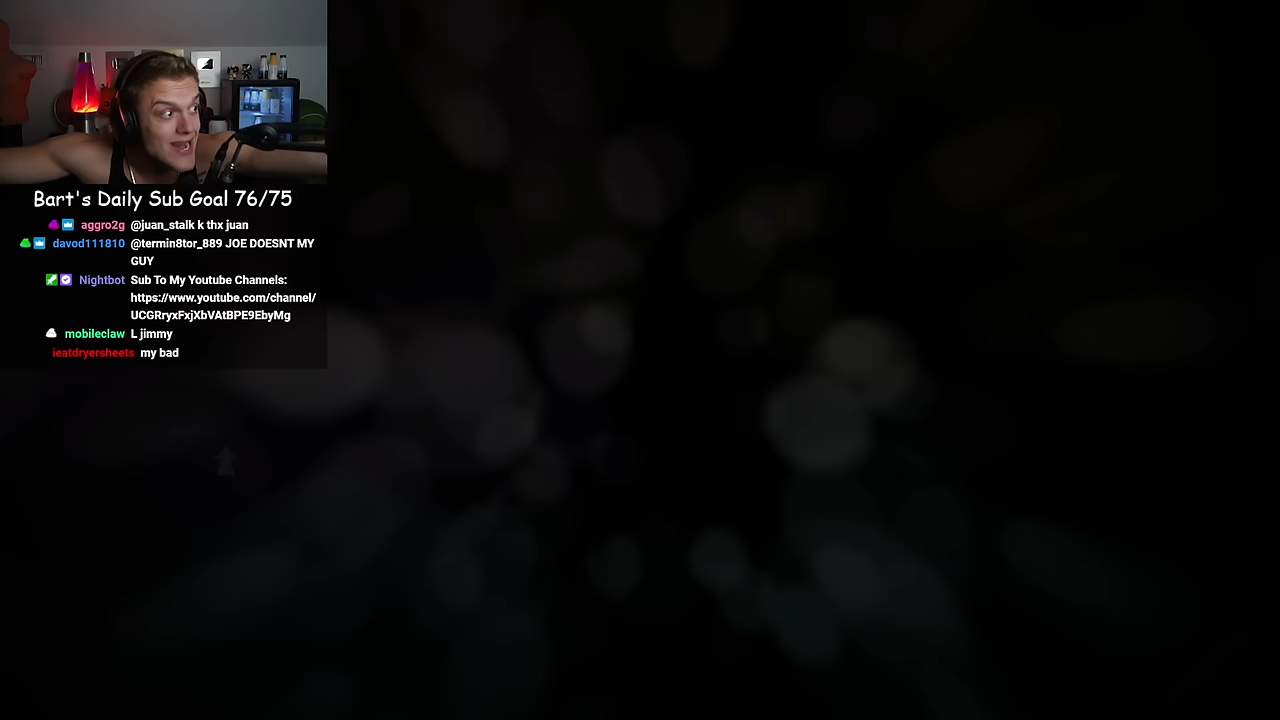 Bart's Daily Sub Goal 76/75
aggro2g @juan_stalk k thx juan
davod111810 @termin8tor_889 JOE DOESNT MY
GUY
Nightbot Sub To My Youtube Channels:
https://www.youtube.com/channel/
UCGRryxFxjXbVAtBPE9EbyMg
mobileclaw L jimmy
ieatdryersheets my bad